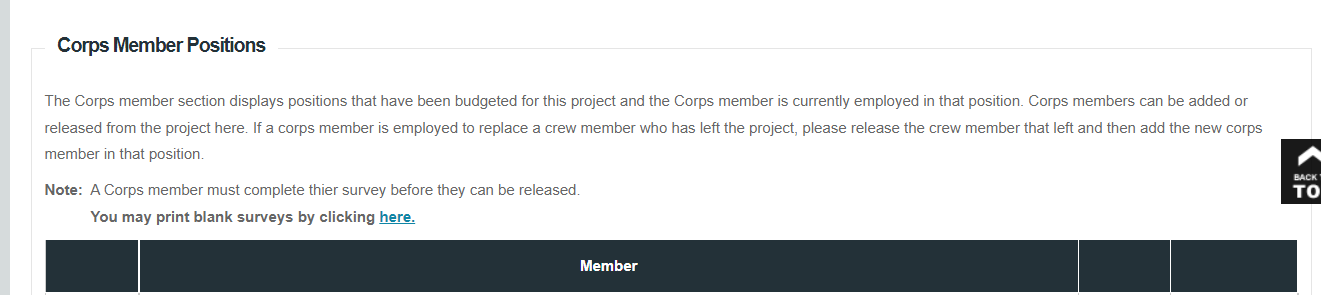 Corps Member Positions
The Corps member section displays positions that have been budgeted for this project and the Corps member is currently employed in that position. Corps members can be added or
released from the project here. If a corps member is employed to replace a crew member who has left the project, please release the crew member that left and then add the new corps
member in that position.
Note: A Corps member must complete thier survey before they can be released.
You may print blank surveys by clicking here.
BACK
TO
Member